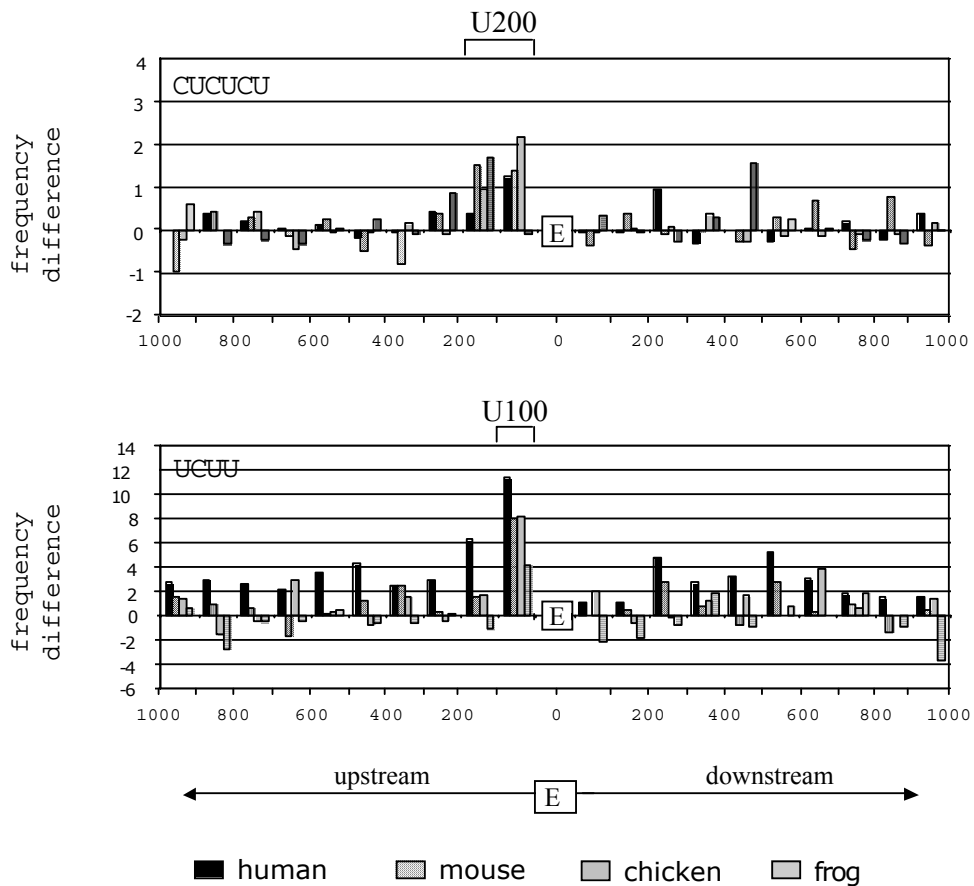 U200
CUCUCU
frequency
difference
4
3
2
1
0
-1
-2
E
1000 800 600 400 200 0 200 400 600 800 1000
U100
UCUU
frequency
difference
14
12
10
8
6
4
2
0
-2
-4
-6
E
1000 800 600 400 200 0 200 400 600 800 1000
upstream E downstream
human mouse chicken frog